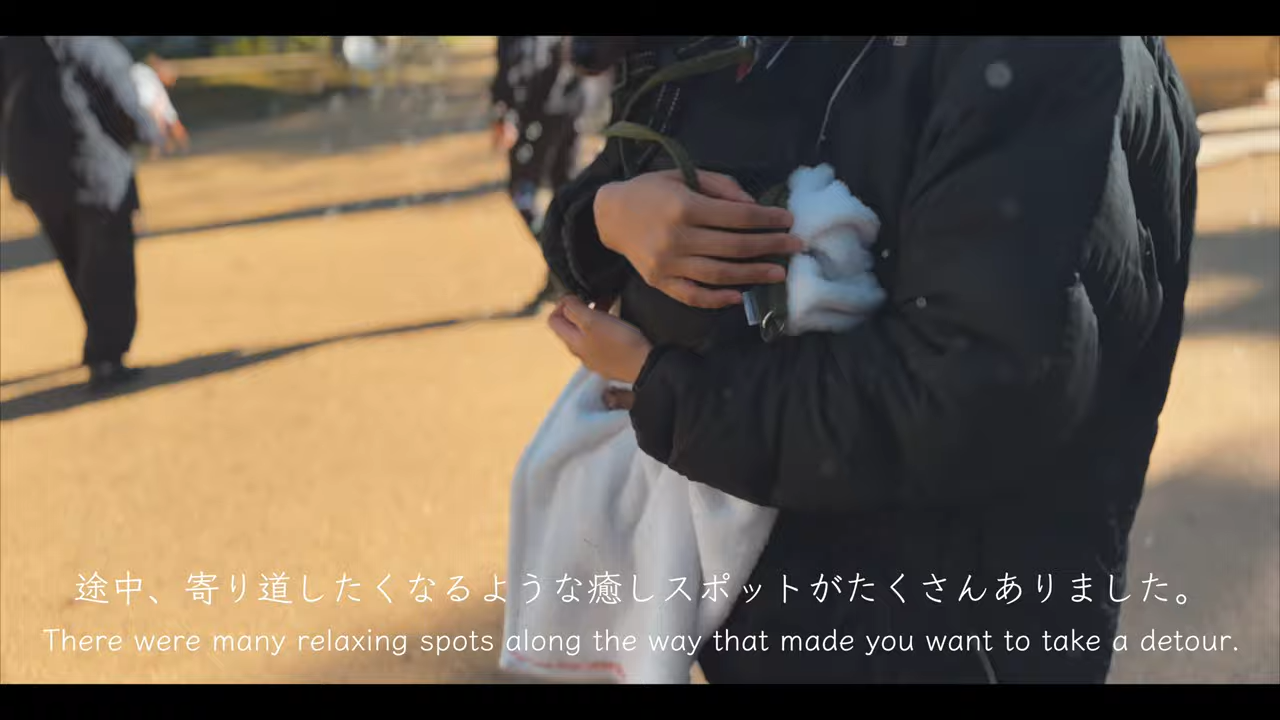 途中、寄り道したくなるような癒しスポットがたくさんありました。
There were many relaxing spots along the way that made you want to take a detour.